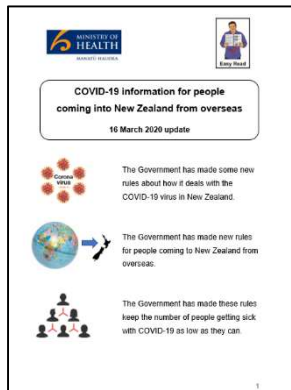 MINISTRY OF
HEALTH
MANATŪ HAUORA
Easy Read
COVID-19 information for people
coming into New Zealand from overseas
16 March 2020 update
Corona
virus
The Government has made some new
rules about how it deals with the
COVID-19 virus in New Zealand.
The Government has made new rules
for people coming to New Zealand from
overseas.
The Government has made these rules
keep the number of people getting sick
with COVID-19 as low as they can.
1